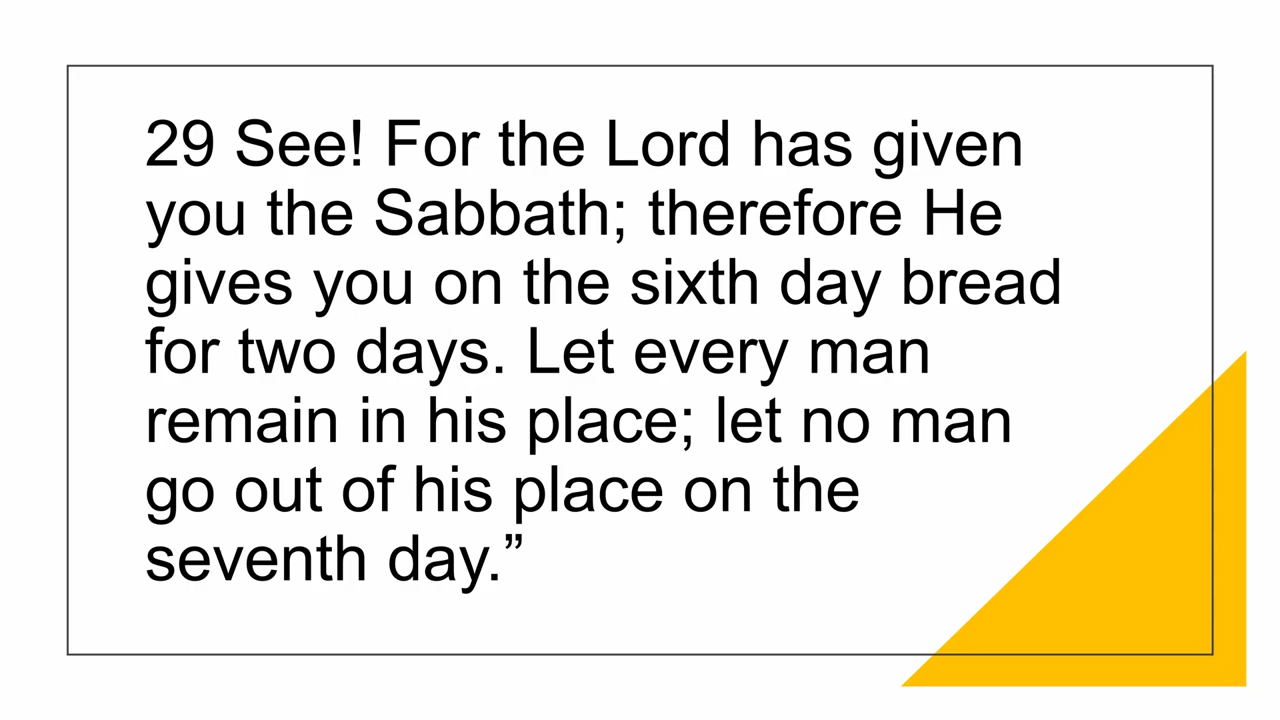 29 See! For the Lord has given
you the Sabbath; therefore He
gives you on the sixth day bread
for two days. Let every man
remain in his place; let no man
go out of his place on the
seventh day.”